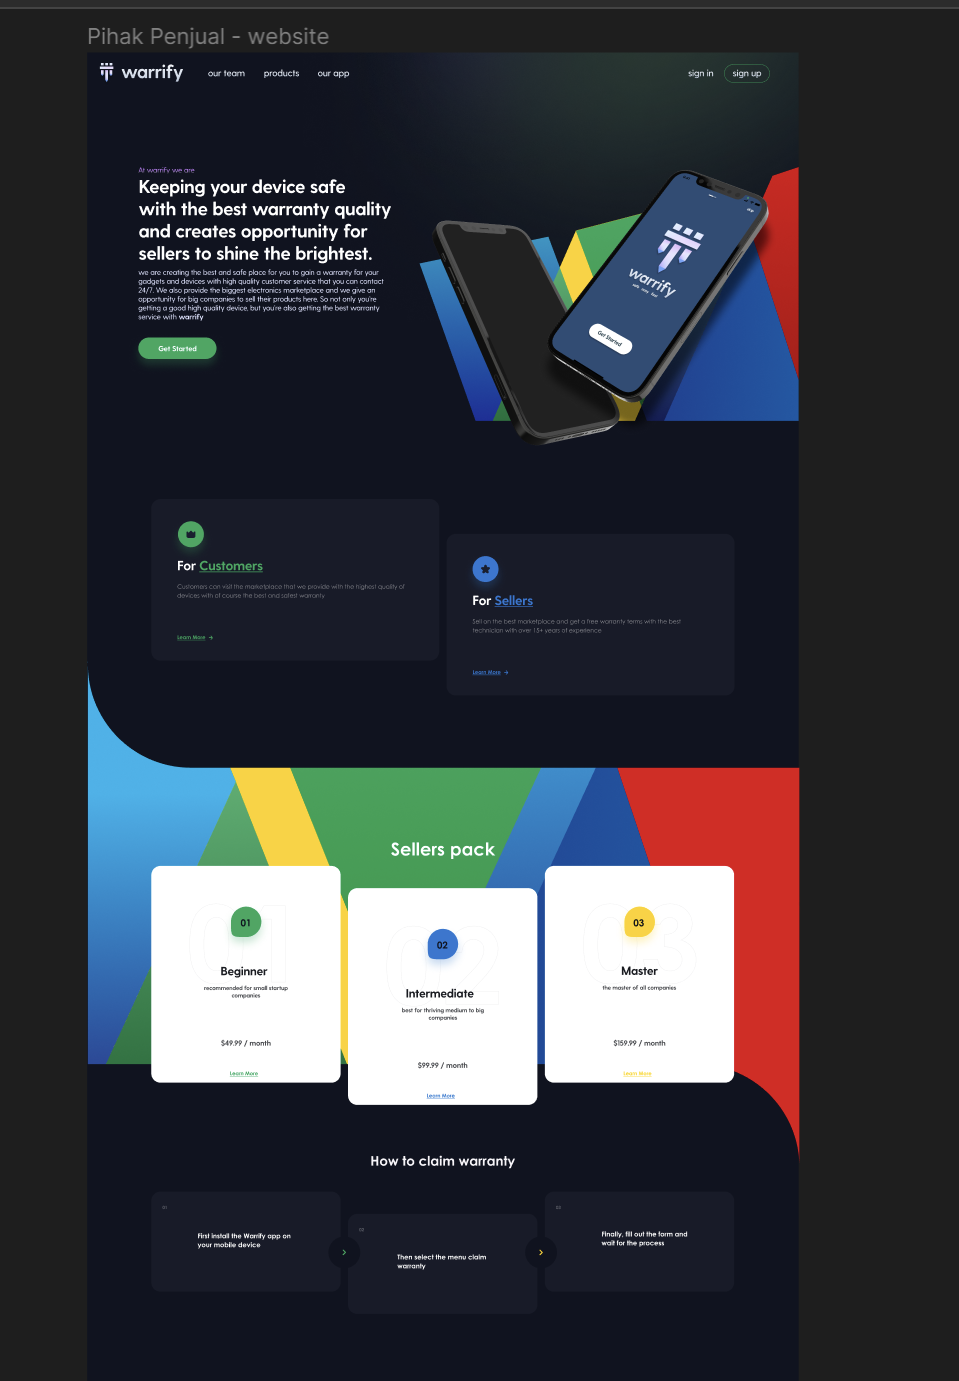 Pihak Penjual - website
warrify our team products our app sign in sign up
At warrify we are
Keeping your device safe
with the best warranty quality
and creates opportunity for
sellers to shine the brightest.
we are creating the best and safe place for you to gain a warranty for your
gadgets and devices with high quality customer service that you can contact
24/7. We also provide the biggest electronics marketplace and we give an
opportunity for big companies to sell their products here. So not only you're
getting a good high quality device, but you're also getting the best warranty
service with warrify
Get Started
warrify
Get Started
For Customers
Customers can visit the marketplace that we provide with the highest quality of
devices with of course the best and safest warranty
Learn More →
For Sellers
Sell on the best marketplace and get a free warranty terms with the best
technician with over 15+ years of experience
Learn More →
Sellers pack
01
01
Beginner
recommended for small startup
companies
$49.99 / month
Learn More
02
02
Intermediate
best for thriving medium to big
companies
$99.99 / month
Learn More
03
03
Master
the master of all companies
$159.99 / month
Learn More
How to claim warranty
01
First install the Warify app on
your mobile device
02
Then select the menu claim
warranty
03
Finally, fill out the form and
wait for the process